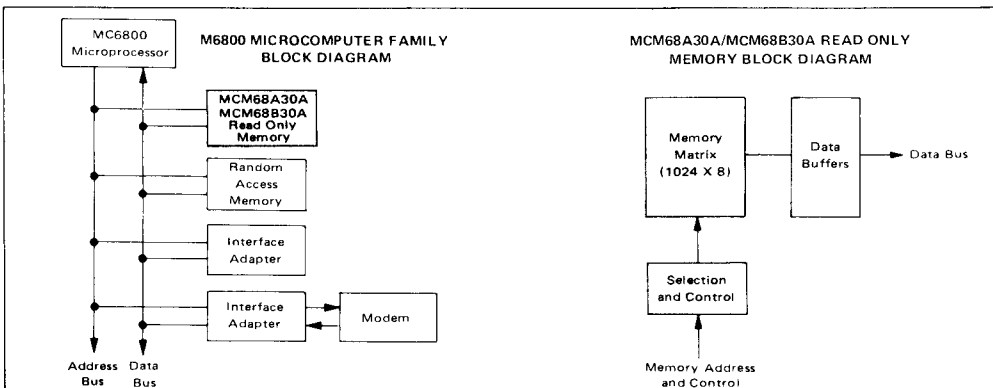 MC6800
Microprocessor
M6800 MICROCOMPUTER FAMILY
BLOCK DIAGRAM
MCM68A30A
MCM68B30A
Read Only
Memory
Random
Access
Memory
Interface
Adapter
Interface
Adapter
Modem
Address
Bus
Data
Bus
MCM68A30A/MCM68B30A READ ONLY
MEMORY BLOCK DIAGRAM
Memory
Matrix
(1024 X 8)
Data
Buffers
Data Bus
Selection
and Control
Memory Address
and Control